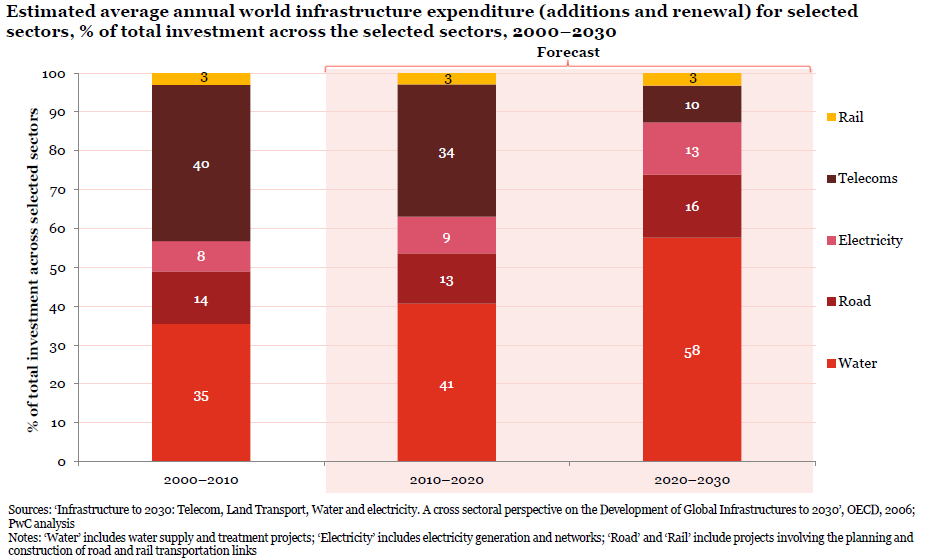 Estimated average annual world infrastructure expenditure (additions and renewal) for selected
sectors, % of total investment across the selected sectors, 2000–2030
Forecast
% of total investment across selected sectors
100
90
80
70
60
50
40
30
20
10
0
3
40
8
14
35
3
34
9
13
41
3
10
13
16
58
2000–2010
2010–2020
2020–2030
Rail
Telecoms
Electricity
Road
Water
Sources: ‘Infrastructure to 2030: Telecom, Land Transport, Water and electricity. A cross sectoral perspective on the Development of Global Infrastructures to 2030’, OECD, 2006;
PwC analysis
Notes: ‘Water’ includes water supply and treatment projects; ‘Electricity’ includes electricity generation and networks; ‘Road’ and ‘Rail’ include projects involving the planning and
construction of road and rail transportation links